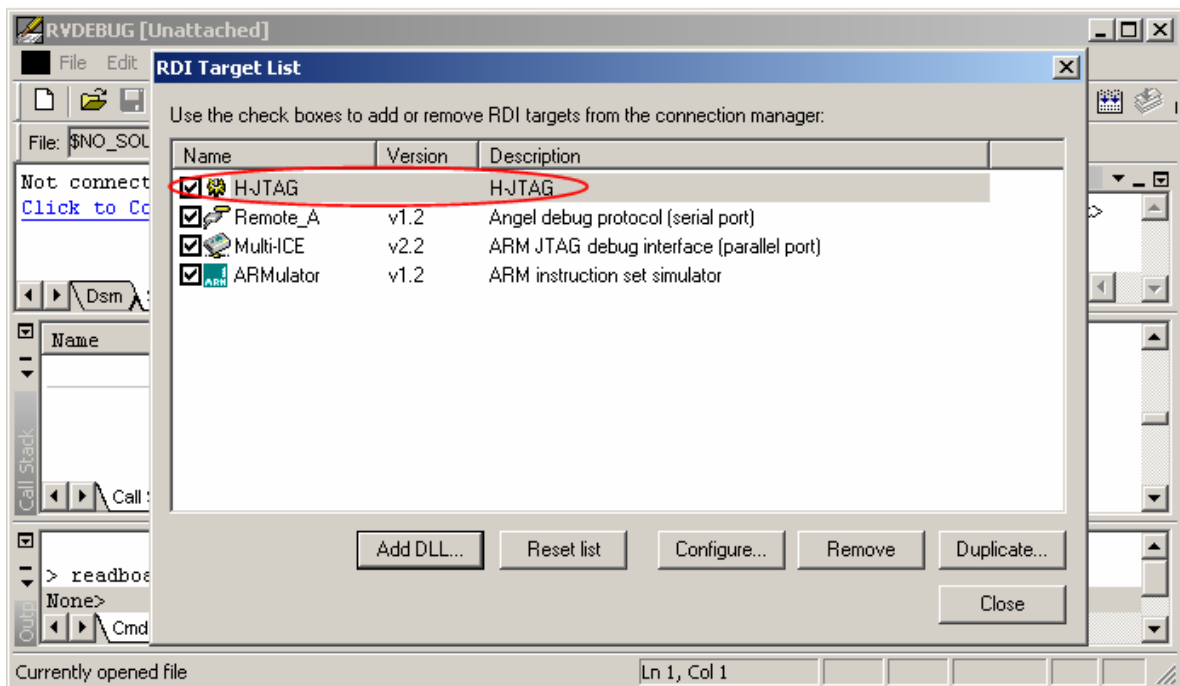 RVDEBUG [Unattached]
File Edit
RDI Target List
Use the check boxes to add or remove RDI targets from the connection manager:
File: $NO_SOU
Name Version Description
Not connect
H-JTAG H-JTAG
Click to Co
Remote_A v1.2 Angel debug protocol (serial port)
Multi-ICE v2.2 ARM JTAG debug interface (parallel port)
ARMulator v1.2 ARM instruction set simulator
Dsm
Name
Call Stack
Call S
Add DLL... Reset list Configure... Remove Duplicate...
> readboa
None>
Close
Outp
Cmd
Currently opened file Ln 1, Col 1